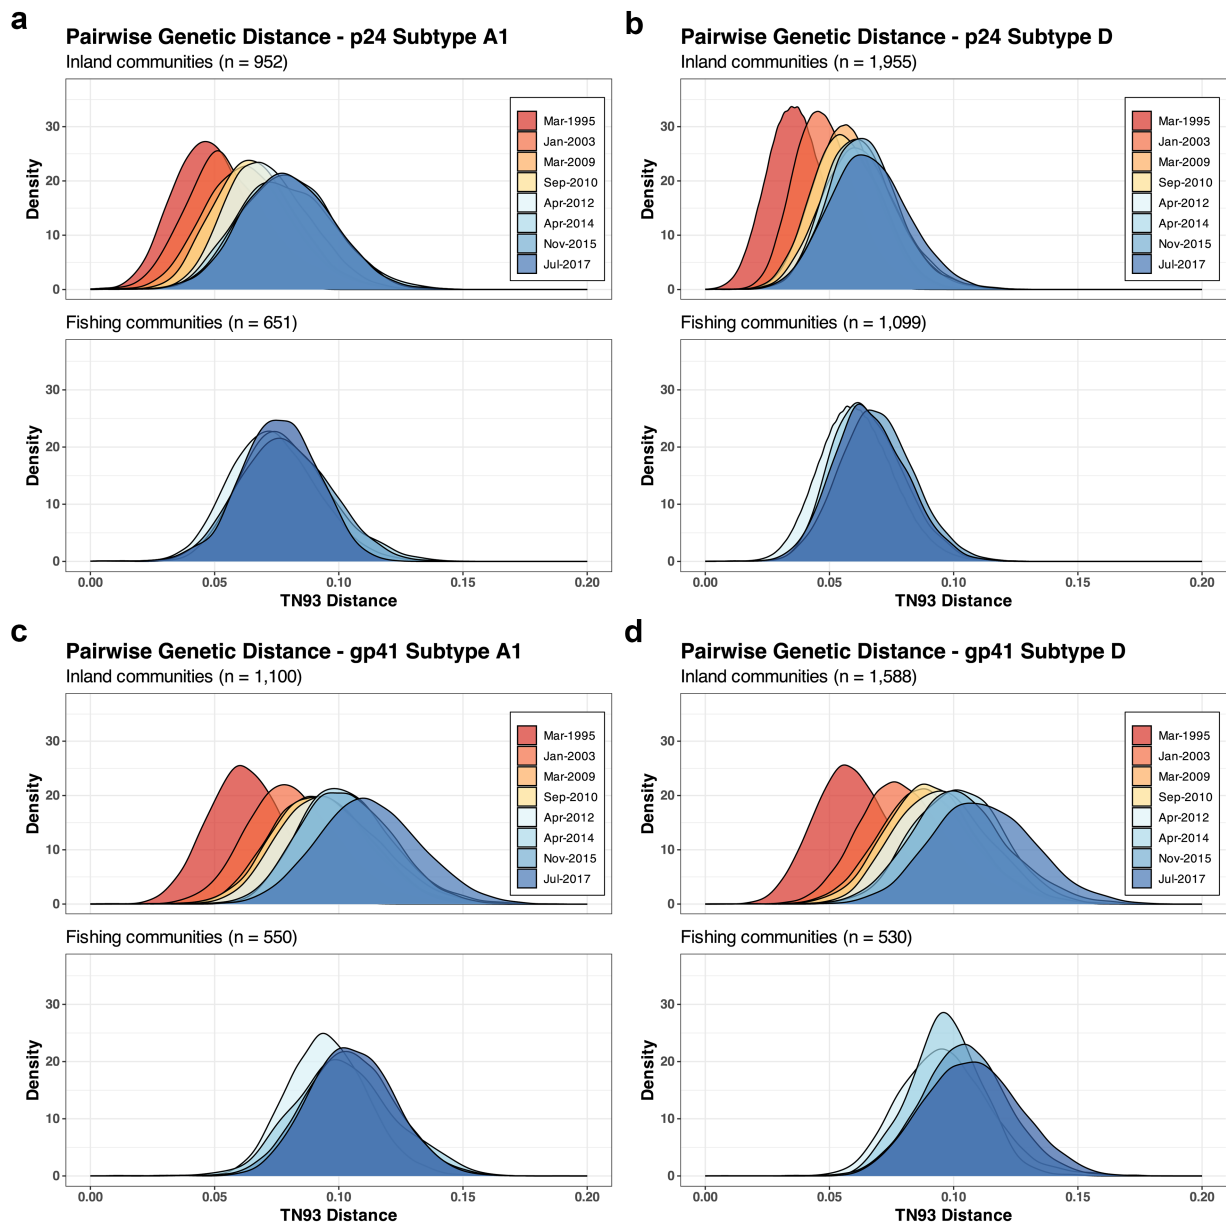 a
Pairwise Genetic Distance - p24 Subtype A1
Inland communities (n = 952)
Density
30
20
10
0
Mar-1995
Jan-2003
Mar-2009
Sep-2010
Apr-2012
Apr-2014
Nov-2015
Jul-2017
Fishing communities (n = 651)
Density
30
20
10
0
0.00 0.05 0.10 0.15 0.20
TN93 Distance
b
Pairwise Genetic Distance - p24 Subtype D
Inland communities (n = 1,955)
Density
30
20
10
0
Mar-1995
Jan-2003
Mar-2009
Sep-2010
Apr-2012
Apr-2014
Nov-2015
Jul-2017
Fishing communities (n = 1,099)
Density
30
20
10
0
0.00 0.05 0.10 0.15 0.20
TN93 Distance
c
Pairwise Genetic Distance - gp41 Subtype A1
Inland communities (n = 1,100)
Density
30
20
10
0
Mar-1995
Jan-2003
Mar-2009
Sep-2010
Apr-2012
Apr-2014
Nov-2015
Jul-2017
Fishing communities (n = 550)
Density
30
20
10
0
0.00 0.05 0.10 0.15 0.20
TN93 Distance
d
Pairwise Genetic Distance - gp41 Subtype D
Inland communities (n = 1,588)
Density
30
20
10
0
Mar-1995
Jan-2003
Mar-2009
Sep-2010
Apr-2012
Apr-2014
Nov-2015
Jul-2017
Fishing communities (n = 530)
Density
30
20
10
0
0.00 0.05 0.10 0.15 0.20
TN93 Distance